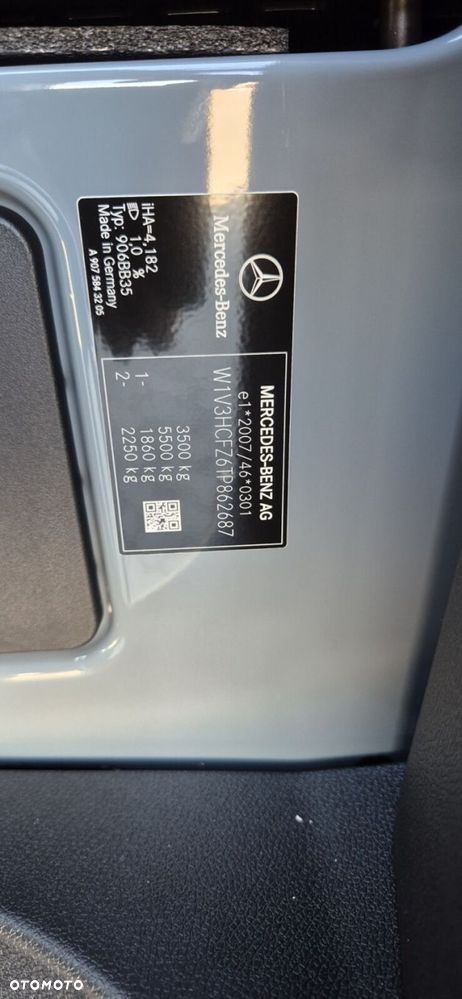 Mercedes-Benz
iHA=4,182
1,0 %
Typ: 906BB35
Made in Germany
A 907 584 32 05
MERCEDES-BENZ AG
e1*2007/46*0301
W1V3HCFZ6TP862687
3500 kg
5500 kg
1- 1860 kg
2- 2250 kg
OTOMOTO